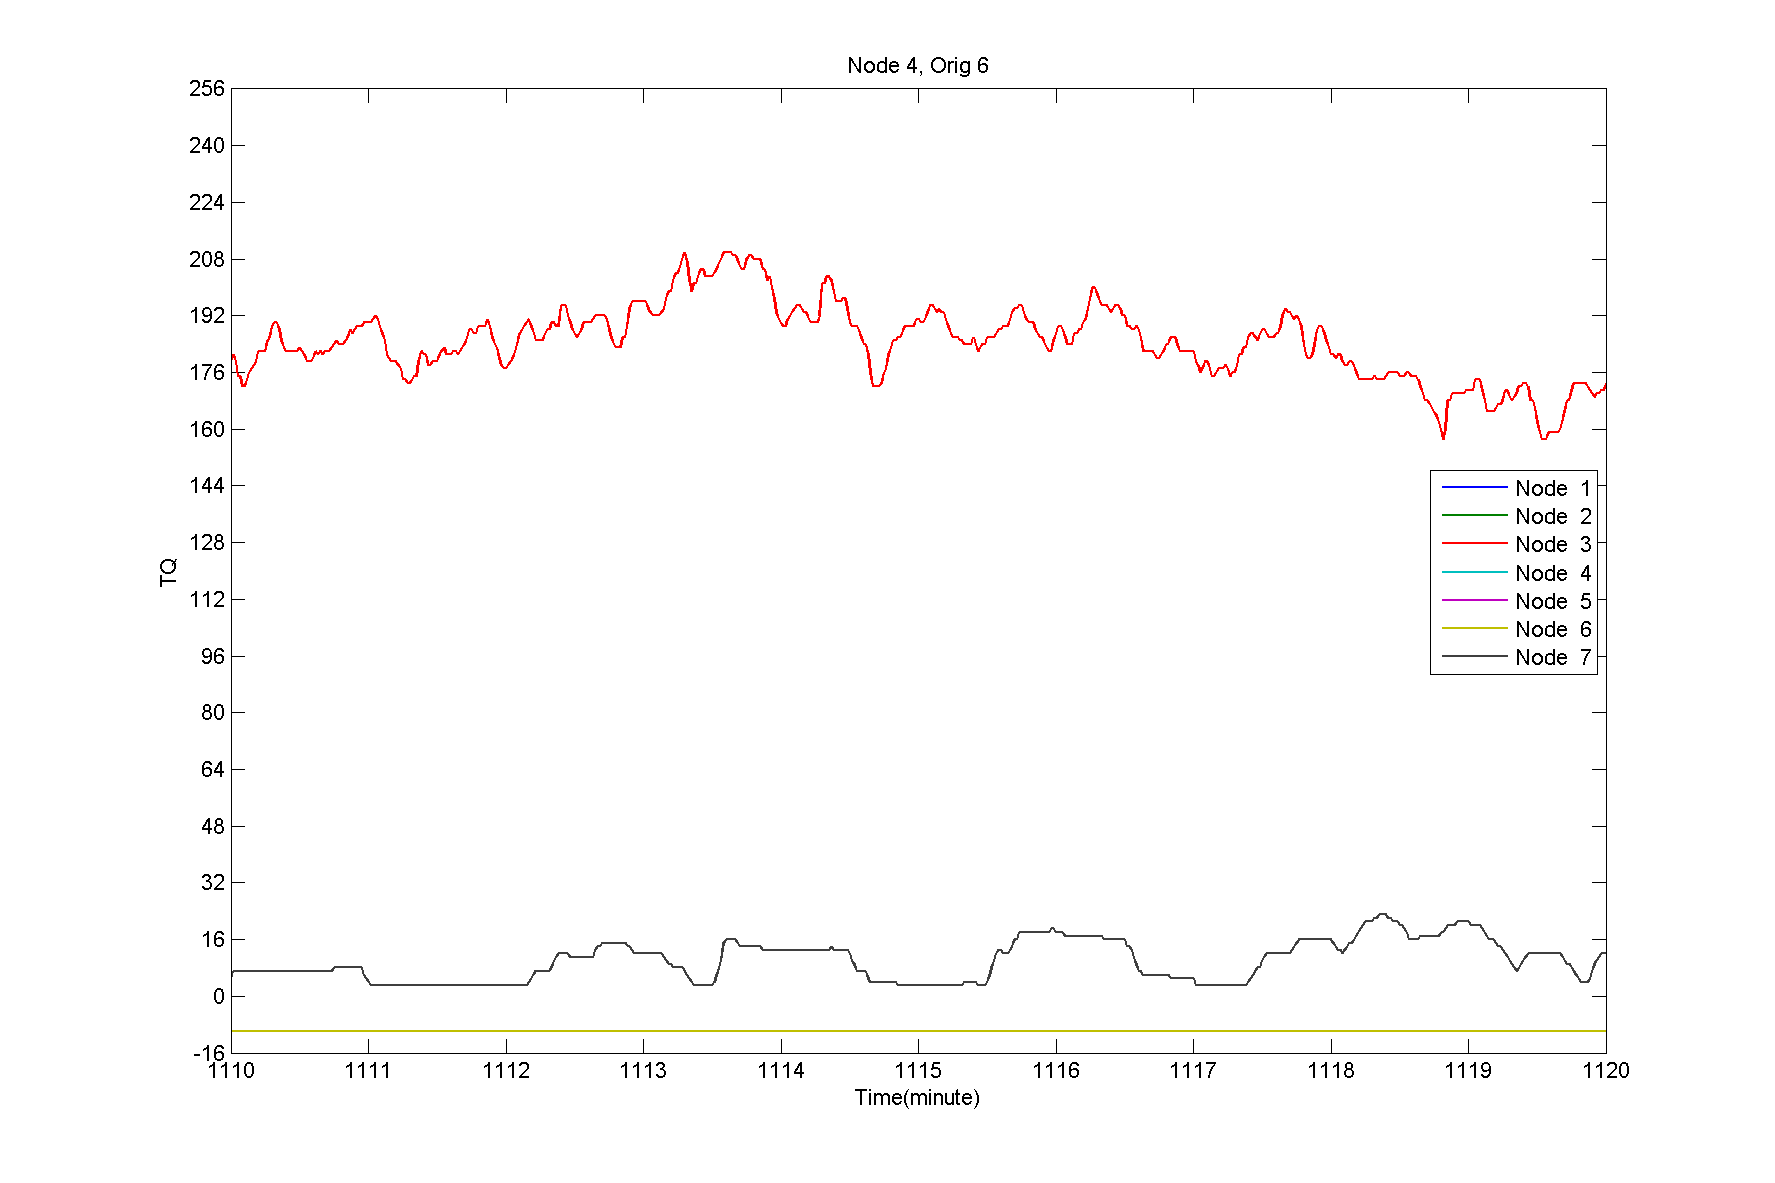 Node 4, Orig 6
256
240
224
208
192
176
160
144
128
112
96
80
64
48
32
16
0
-16
TQ
Node 1
Node 2
Node 3
Node 4
Node 5
Node 6
Node 7
1110 1111 1112 1113 1114 1115 1116 1117 1118 1119 1120
Time(minute)